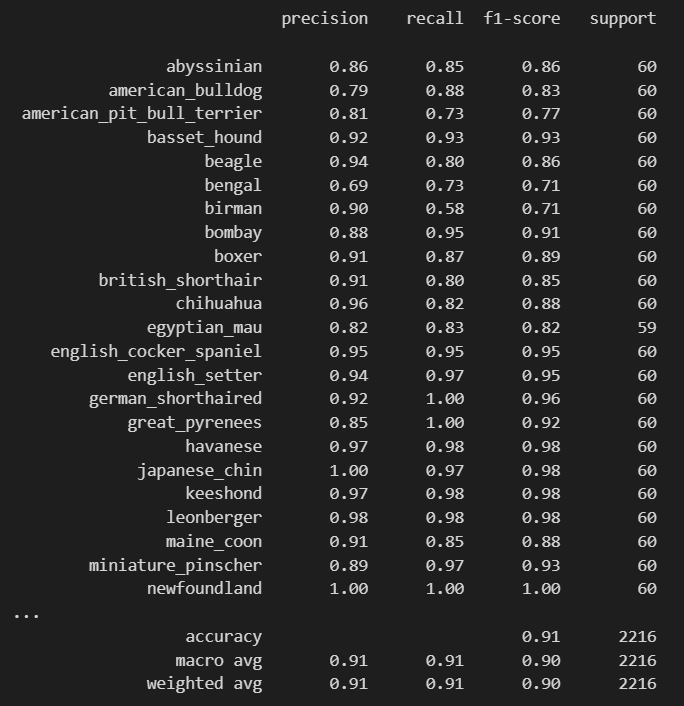 precision recall f1-score support
abyssinian 0.86 0.85 0.86 60
american_bulldog 0.79 0.88 0.83 60
american_pit_bull_terrier 0.81 0.73 0.77 60
basset_hound 0.92 0.93 0.93 60
beagle 0.94 0.80 0.86 60
bengal 0.69 0.73 0.71 60
birman 0.90 0.58 0.71 60
bombay 0.88 0.95 0.91 60
boxer 0.91 0.87 0.89 60
british_shorthair 0.91 0.80 0.85 60
chihuahua 0.96 0.82 0.88 60
egyptian_mau 0.82 0.83 0.82 59
english_cocker_spaniel 0.95 0.95 0.95 60
english_setter 0.94 0.97 0.95 60
german_shorthaired 0.92 1.00 0.96 60
great_pyrenees 0.85 1.00 0.92 60
havanese 0.97 0.98 0.98 60
japanese_chin 1.00 0.97 0.98 60
keeshond 0.97 0.98 0.98 60
leonberger 0.98 0.98 0.98 60
maine_coon 0.91 0.85 0.88 60
miniature_pinscher 0.89 0.97 0.93 60
newfoundland 1.00 1.00 1.00 60
...
accuracy 0.91 2216
macro avg 0.91 0.91 0.90 2216
weighted avg 0.91 0.91 0.90 2216